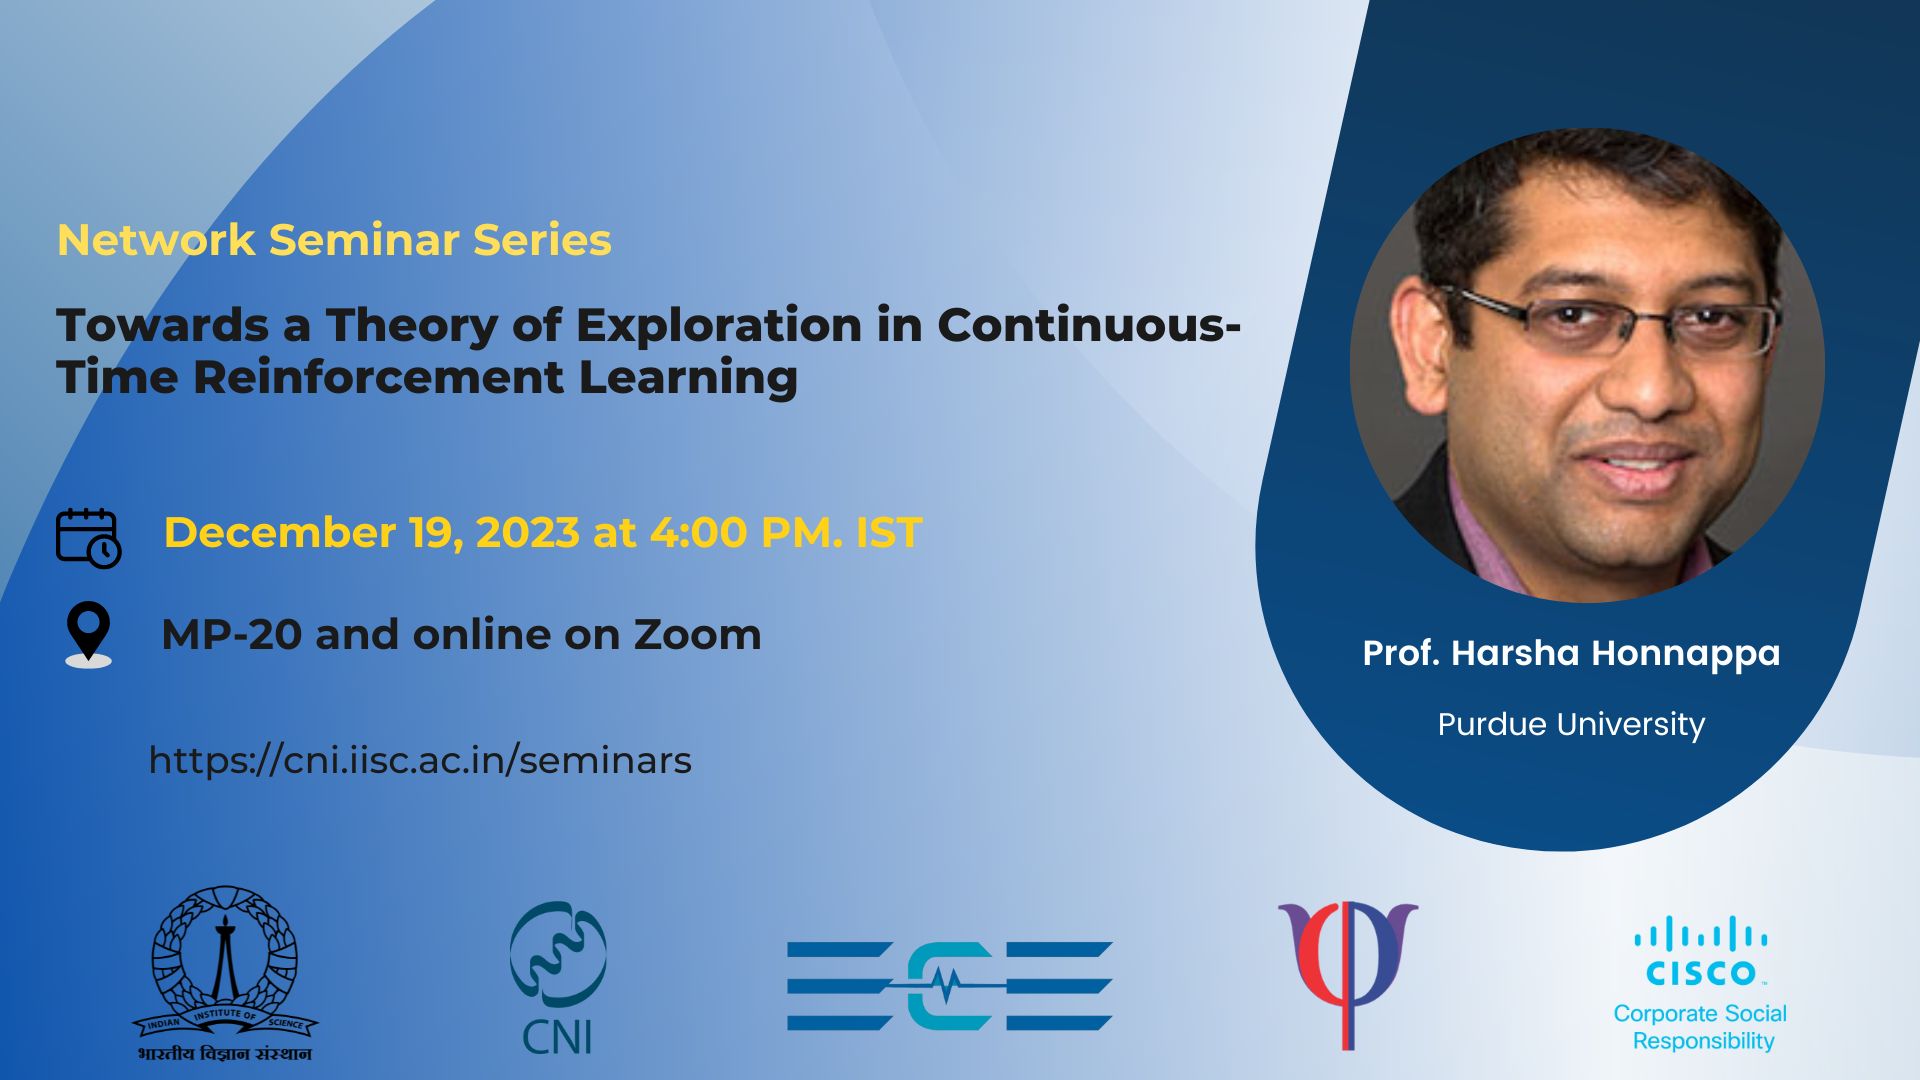 Network Seminar Series
Towards a Theory of Exploration in Continuous-
Time Reinforcement Learning
December 19, 2023 at 4:00 PM. IST
MP-20 and online on Zoom
https://cni.iisc.ac.in/seminars
Prof. Harsha Honnappa
Purdue University
INDIAN INSTITUTE OF SCIENCE
भारतीय विज्ञान संस्थान
CNI
ECE
CISCO™
Corporate Social
Responsibility